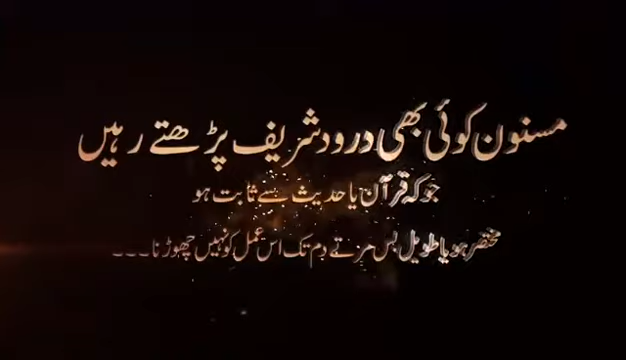 مسنون کوئی بھی درود شریف پڑھتے رہیں
جو کہ قرآن یا حدیث سے ثابت ہو
مختصر ہو یا طویل بس مرتے دم تک اس عمل کو نہیں چھوڑنا۔۔۔